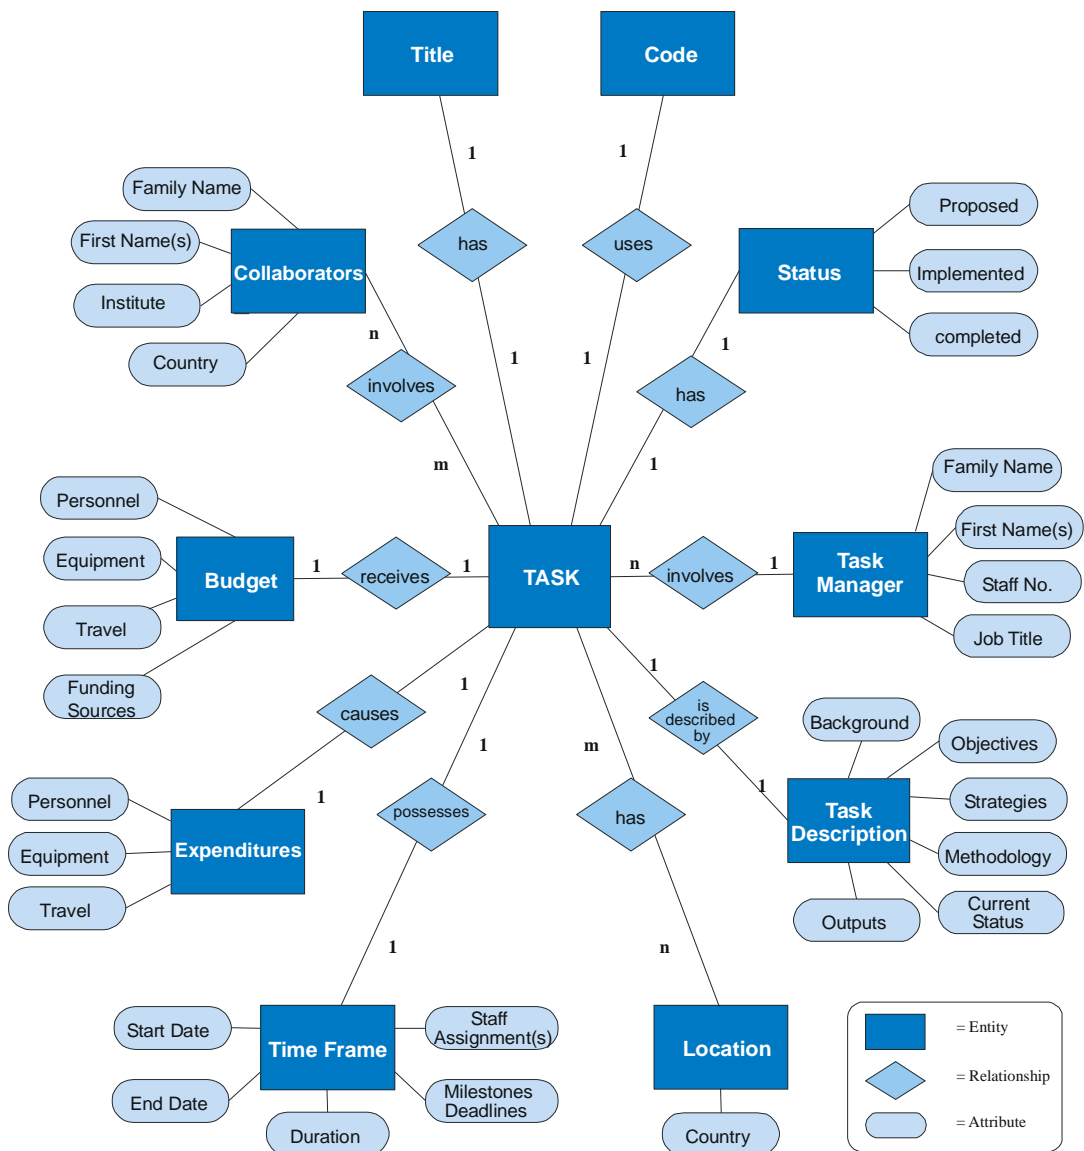 Title
Code
1
1
Family Name
First Name(s)
Institute
Country
Collaborators
has
uses
Status
Proposed
Implemented
completed
n
involves
m
1
1
1
has
1
Personnel
Equipment
Travel
Funding
Sources
Budget
1
receives
1
TASK
n
involves
1
Task
Manager
Family Name
First Name(s)
Staff No.
Job Title
causes
1
1
1
possesses
1
is
described
by
1
m
has
n
Background
Objectives
Strategies
Methodology
Current
Status
Outputs
Task
Description
Personnel
Equipment
Travel
Expenditures
1
Start Date
End Date
Duration
Staff
Assignment(s)
Milestones
Deadlines
Time Frame
Location
Country
= Entity
= Relationship
= Attribute